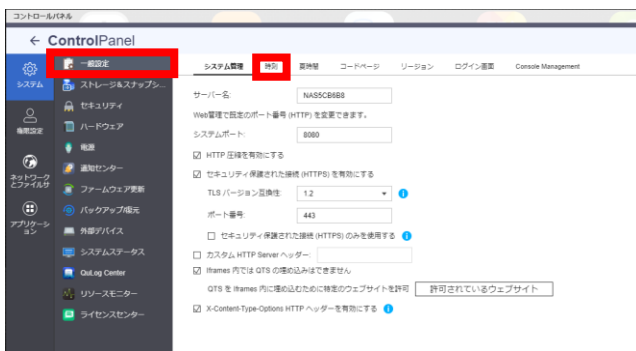 コントロールパネル
← ControlPanel
システム
権限設定
ネットワーク
とファイルサ
アプリケーシ
ョン
一般設定
ストレージ&スナップシ...
セキュリティ
ハードウェア
電源
通知センター
ファームウェア更新
バックアップ/復元
外部デバイス
システムステータス
QuLog Center
リソースモニター
ライセンスセンター
システム管理 時刻 夏時間 コードページ リージョン ログイン画面 Console Management
サーバー名: NAS5CB6B8
Web管理で既定のポート番号 (HTTP) を変更できます。
システムポート: 8080
HTTP 圧縮を有効にする
セキュリティ保護された接続 (HTTPS) を有効にする
TLS バージョン互換性: 1.2
ポート番号: 443
セキュリティ保護された接続 (HTTPS) のみを使用する
カスタム HTTP Server ヘッダー:
Iframes 内では QTS の埋め込みはできません
QTS を Iframes 内に埋め込むために特定のウェブサイトを許可 許可されているウェブサイト
X-Content-Type-Options HTTP ヘッダーを有効にする